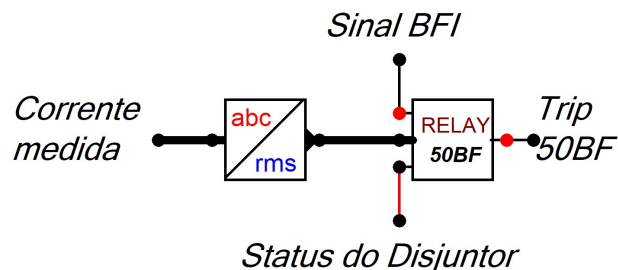 Sinal BFI
Corrente
medida
abc
rms
RELAY
50BF
Trip
50BF
Status do Disjuntor